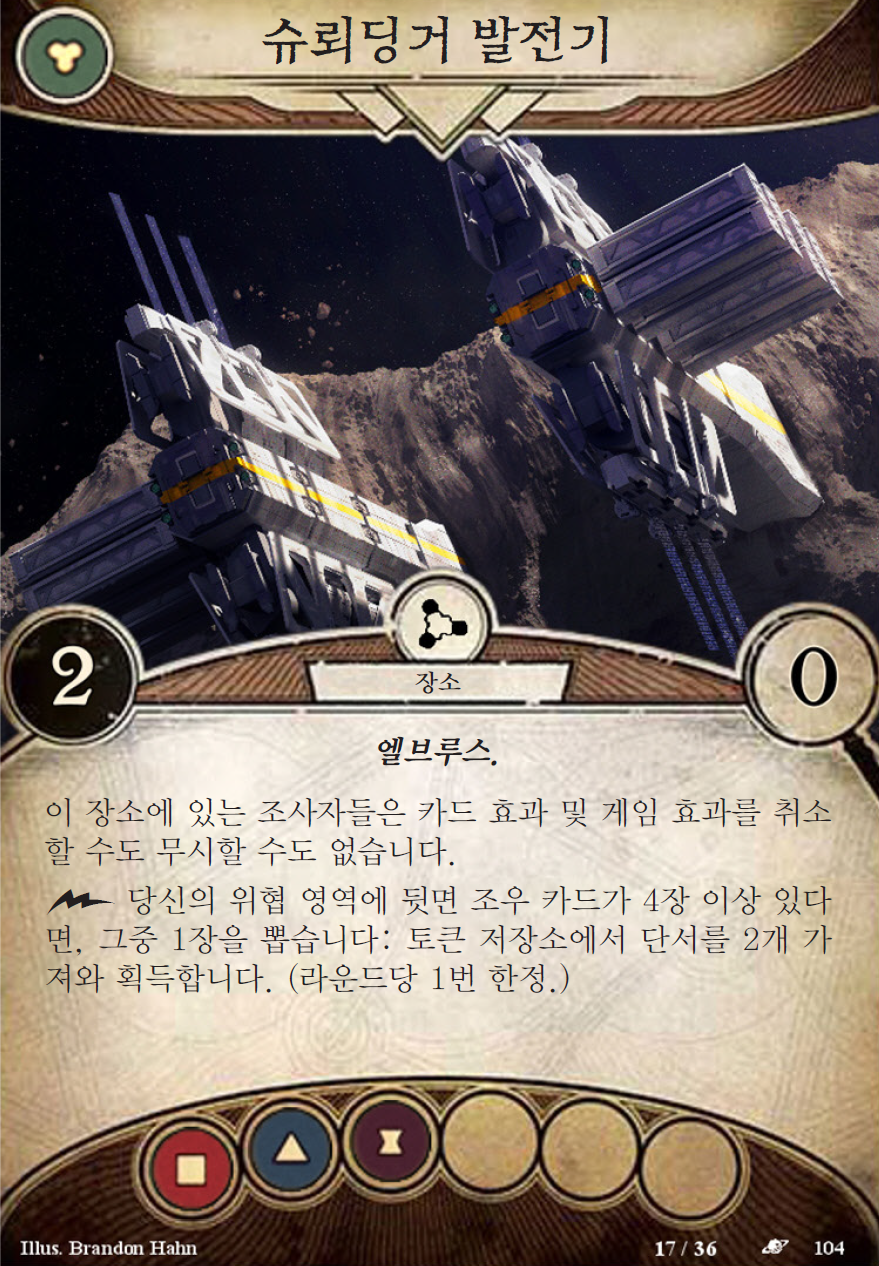 슈뢰딩거 발전기
2
장소
0
엘브루스.
이 장소에 있는 조사자들은 카드 효과 및 게임 효과를 취소
할 수도 무시할 수도 없습니다.
당신의 위협 영역에 뒷면 조우 카드가 4장 이상 있다
면, 그중 1장을 뽑습니다: 토큰 저장소에서 단서를 2개 가
져와 획득합니다. (라운드당 1번 한정.)
Illus. Brandon Hahn
17 / 36
104